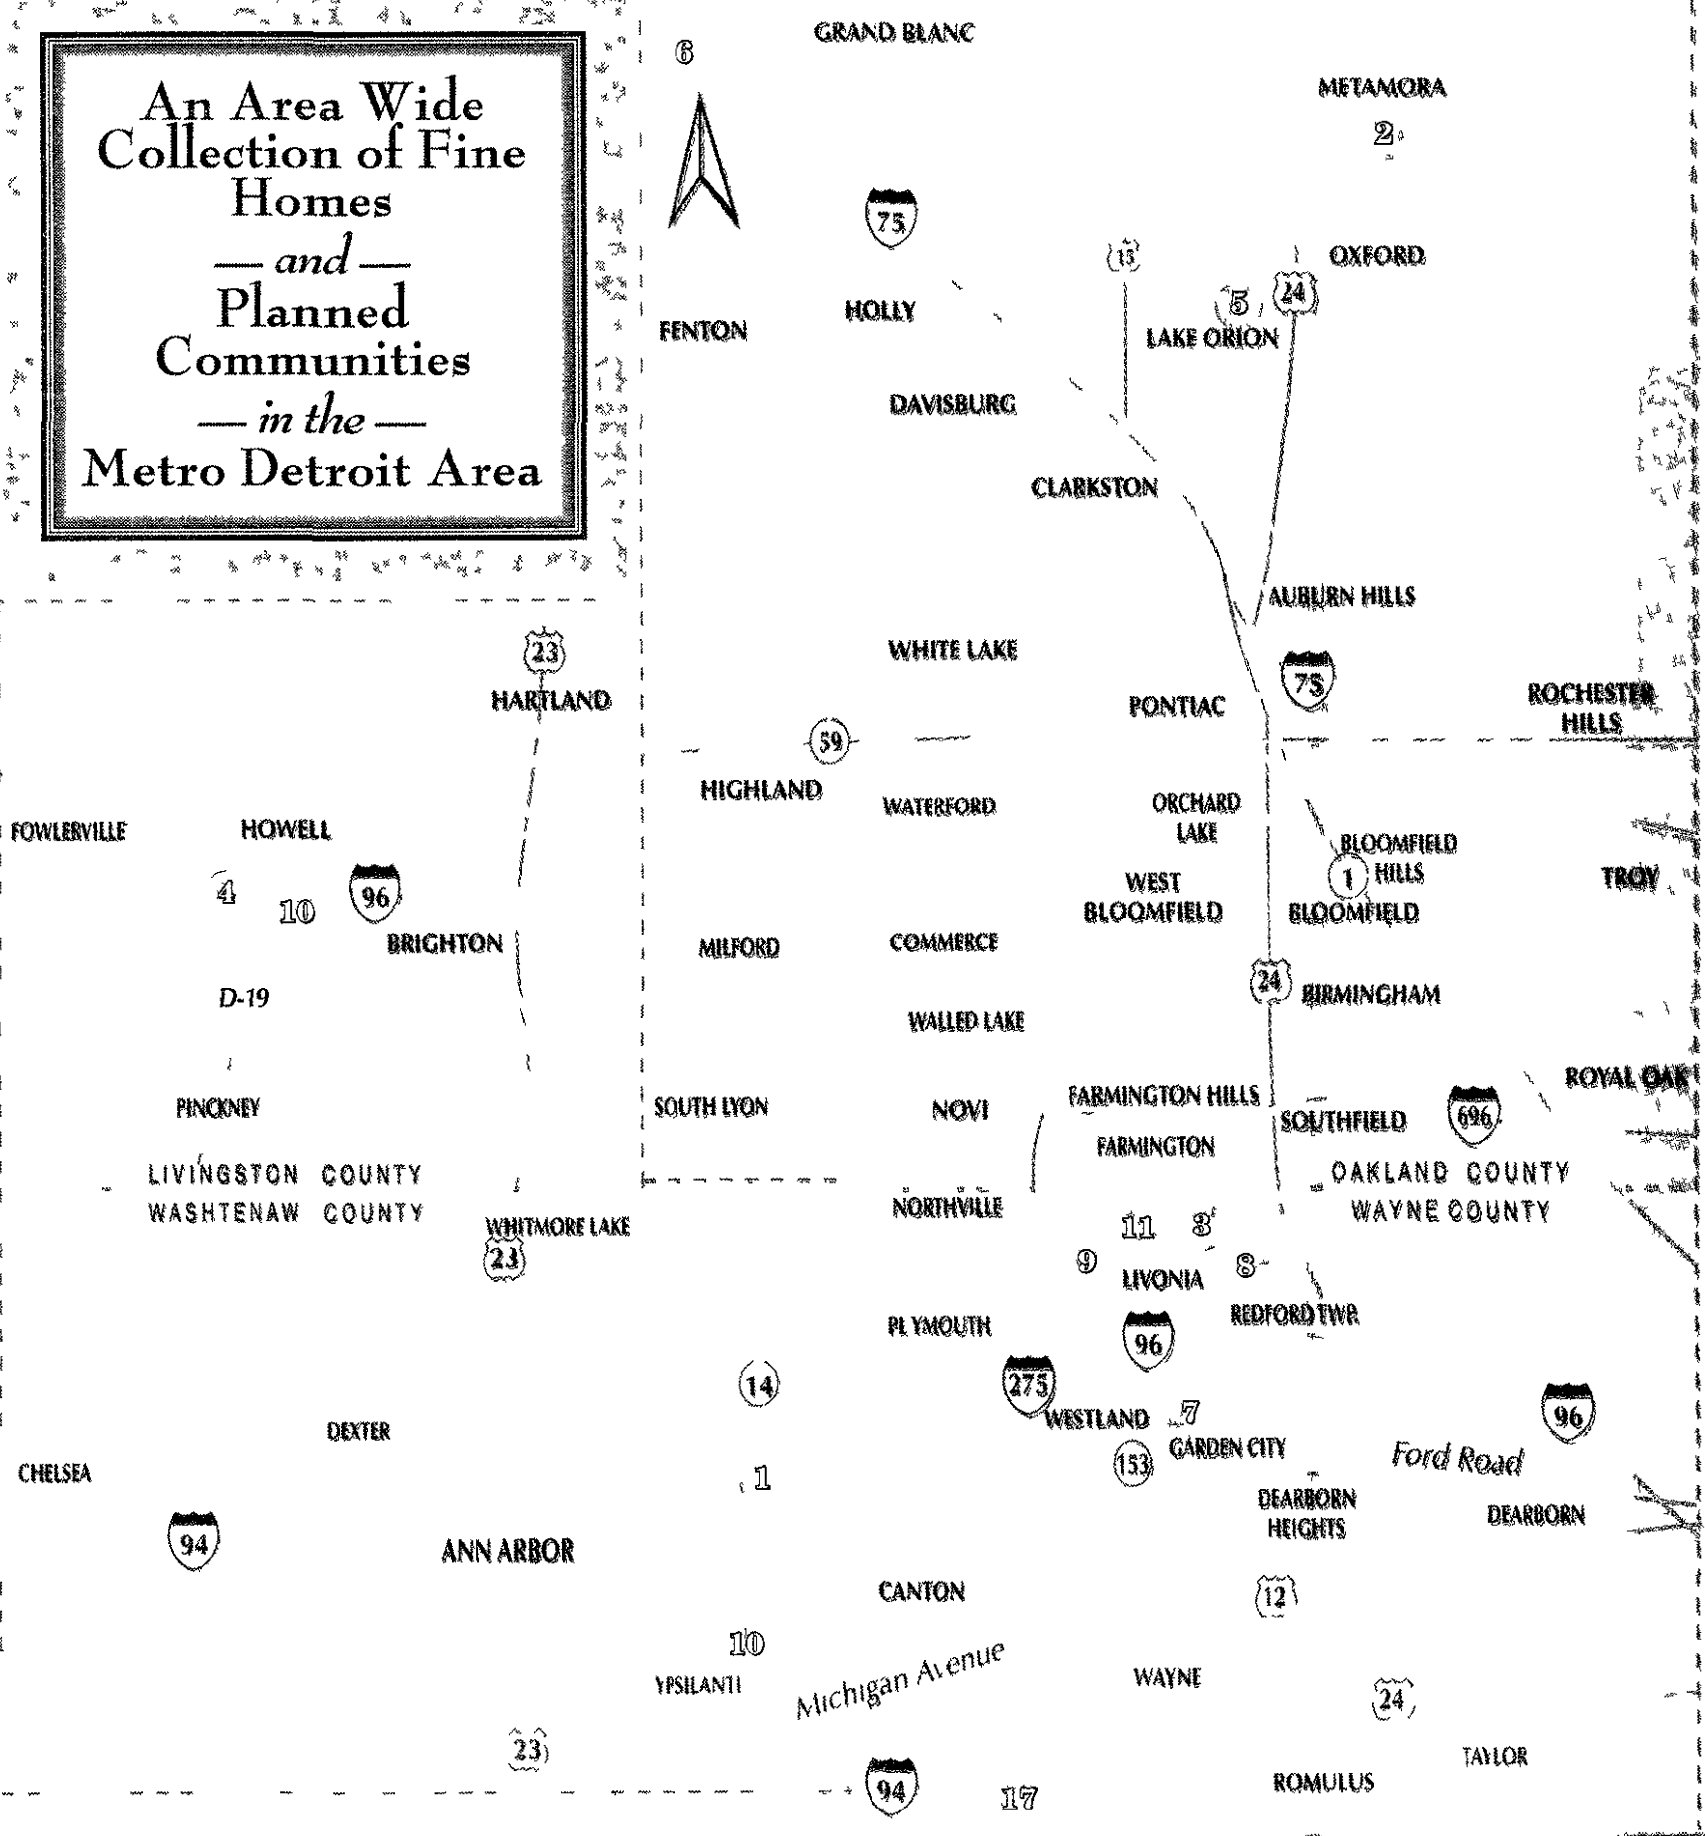 An Area Wide
Collection of Fine
Homes
— and —
Planned
Communities
— in the —
Metro Detroit Area
6
GRAND BLANC
METAMORA
2
75
15
OXFORD
24
5
HOLLY
FENTON
LAKE ORION
DAVISBURG
CLARKSTON
AUBURN HILLS
23
WHITE LAKE
75
HARTLAND
PONTIAC
ROCHESTER
HILLS
59
HIGHLAND
WATERFORD
ORCHARD
LAKE
FOWLERVILLE
HOWELL
BLOOMFIELD
HILLS
1
TROY
4
10
96
WEST
BLOOMFIELD
BLOOMFIELD
BRIGHTON
MILFORD
COMMERCE
24
BIRMINGHAM
D-19
WALLED LAKE
ROYAL OAK
PINCKNEY
SOUTH LYON
NOVI
FARMINGTON HILLS
SOUTHFIELD
696
FARMINGTON
LIVINGSTON COUNTY
WASHTENAW COUNTY
OAKLAND COUNTY
WAYNE COUNTY
NORTHVILLE
WHITMORE LAKE
23
11
3
9
LIVONIA
8
REDFORD TWP.
PLYMOUTH
96
14
275
96
WESTLAND
7
DEXTER
GARDEN CITY
153
Ford Road
CHELSEA
1
DEARBORN
HEIGHTS
DEARBORN
94
ANN ARBOR
CANTON
12
10
YPSILANTI
Michigan Avenue
WAYNE
24
23
TAYLOR
94
17
ROMULUS